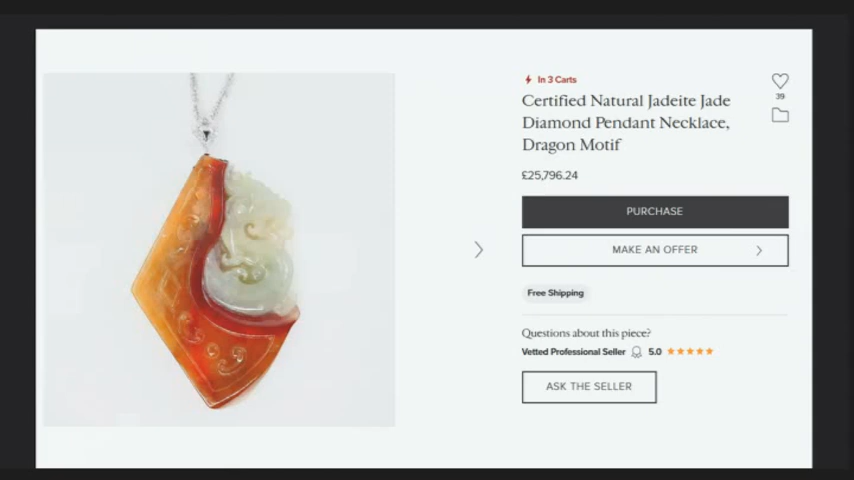 In 3 Carts
39
Certified Natural Jadeite Jade
Diamond Pendant Necklace,
Dragon Motif
£25,796.24
PURCHASE
MAKE AN OFFER
Free Shipping
Questions about this piece?
Vetted Professional Seller 5.0
ASK THE SELLER